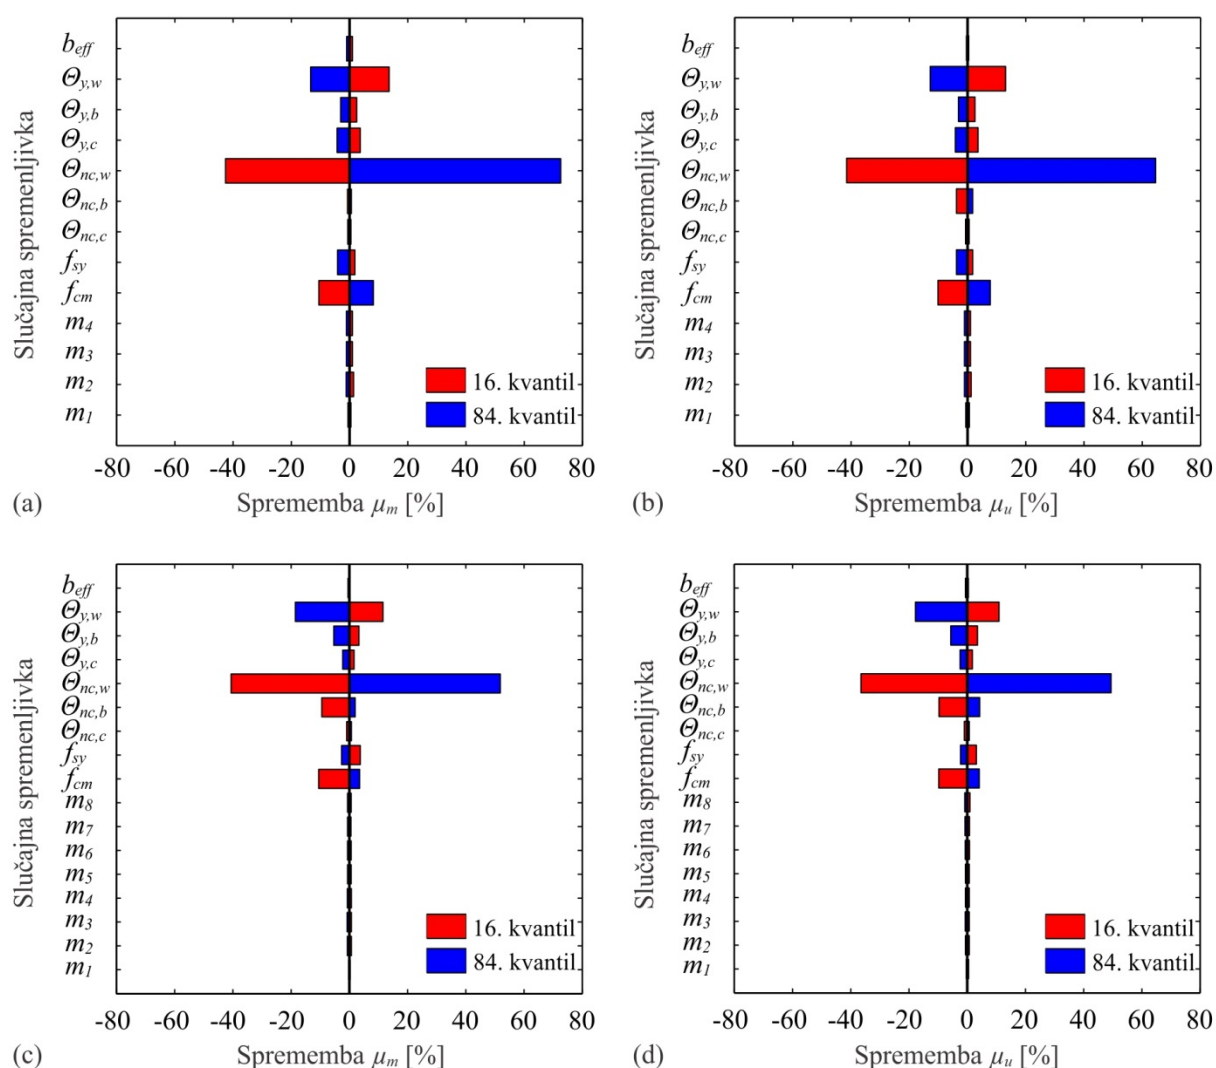 Slučajna spremenljivka
b_eff
Θ_y,w
Θ_y,b
Θ_y,c
Θ_nc,w
Θ_nc,b
Θ_nc,c
f_sy
f_cm
m_4
m_3
m_2
m_1
16. kvantil
84. kvantil
-80 -60 -40 -20 0 20 40 60 80
(a) Sprememba μ_m [%]
Slučajna spremenljivka
b_eff
Θ_y,w
Θ_y,b
Θ_y,c
Θ_nc,w
Θ_nc,b
Θ_nc,c
f_sy
f_cm
m_4
m_3
m_2
m_1
16. kvantil
84. kvantil
-80 -60 -40 -20 0 20 40 60 80
(b) Sprememba μ_u [%]
Slučajna spremenljivka
b_eff
Θ_y,w
Θ_y,b
Θ_y,c
Θ_nc,w
Θ_nc,b
Θ_nc,c
f_sy
f_cm
m_8
m_7
m_6
m_5
m_4
m_3
m_2
m_1
16. kvantil
84. kvantil
-80 -60 -40 -20 0 20 40 60 80
(c) Sprememba μ_m [%]
Slučajna spremenljivka
b_eff
Θ_y,w
Θ_y,b
Θ_y,c
Θ_nc,w
Θ_nc,b
Θ_nc,c
f_sy
f_cm
m_8
m_7
m_6
m_5
m_4
m_3
m_2
m_1
16. kvantil
84. kvantil
-80 -60 -40 -20 0 20 40 60 80
(d) Sprememba μ_u [%]